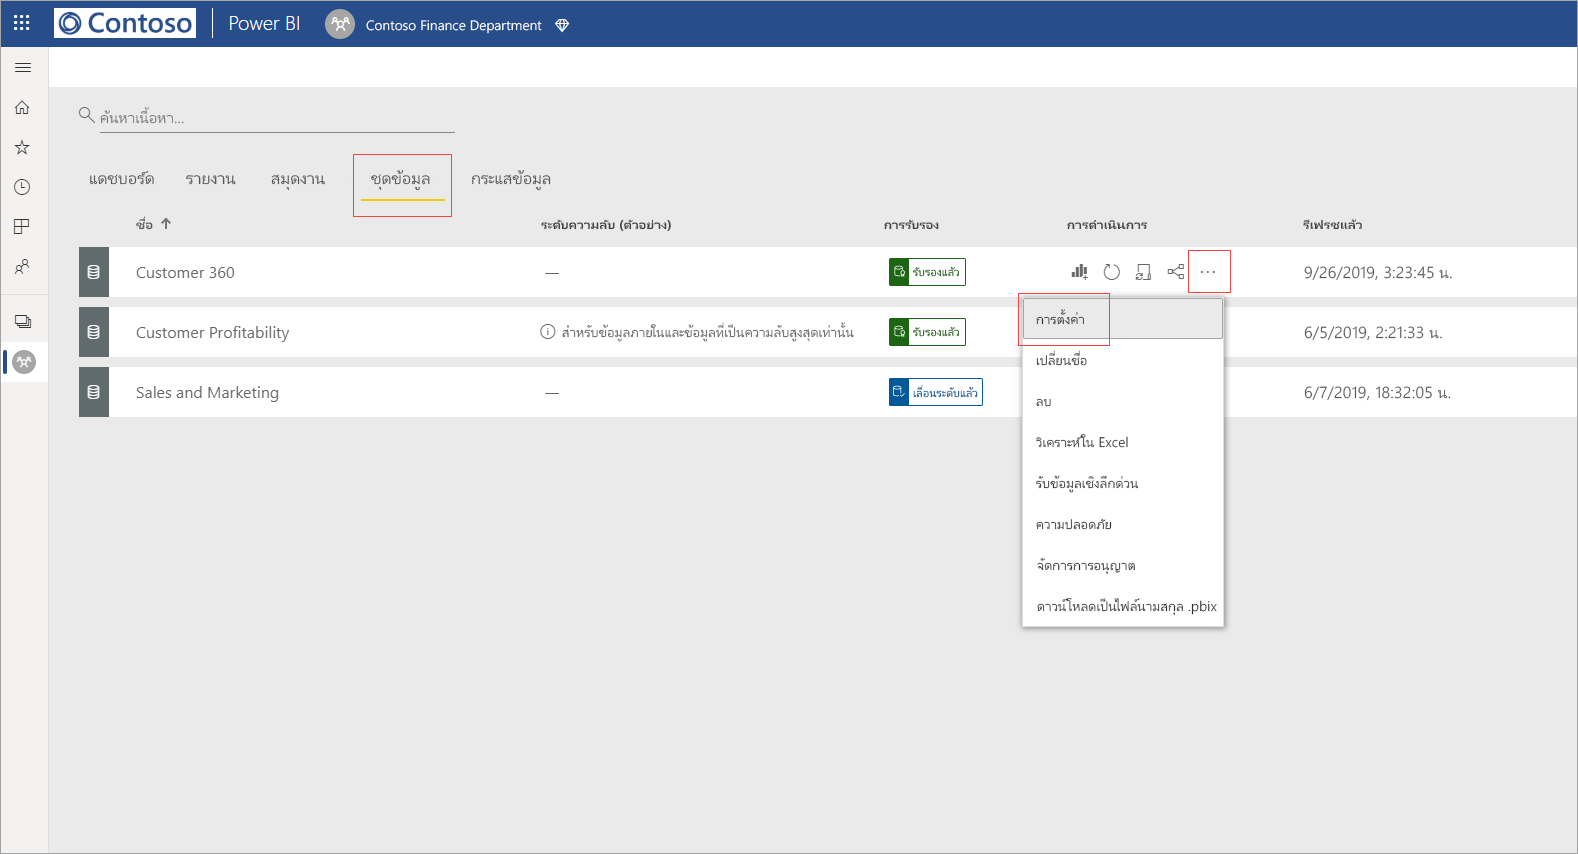 Contoso Power BI Contoso Finance Department
ค้นหาเนื้อหา...
แดชบอร์ด รายงาน สมุดงาน ชุดข้อมูล กระแสข้อมูล
ชื่อ ระดับความลับ (ตัวอย่าง) การรับรอง การดำเนินการ รีเฟรชแล้ว
Customer 360 — รับรองแล้ว ... 9/26/2019, 3:23:45 น.
Customer Profitability สำหรับข้อมูลภายในและข้อมูลที่เป็นความลับสูงสุดเท่านั้น รับรองแล้ว 6/5/2019, 2:21:33 น.
Sales and Marketing — เลื่อนระดับแล้ว 6/7/2019, 18:32:05 น.
การตั้งค่า
เปลี่ยนชื่อ
ลบ
วิเคราะห์ใน Excel
รับข้อมูลเชิงลึกด่วน
ความปลอดภัย
จัดการการอนุญาต
ดาวน์โหลดเป็นไฟล์นามสกุล .pbix